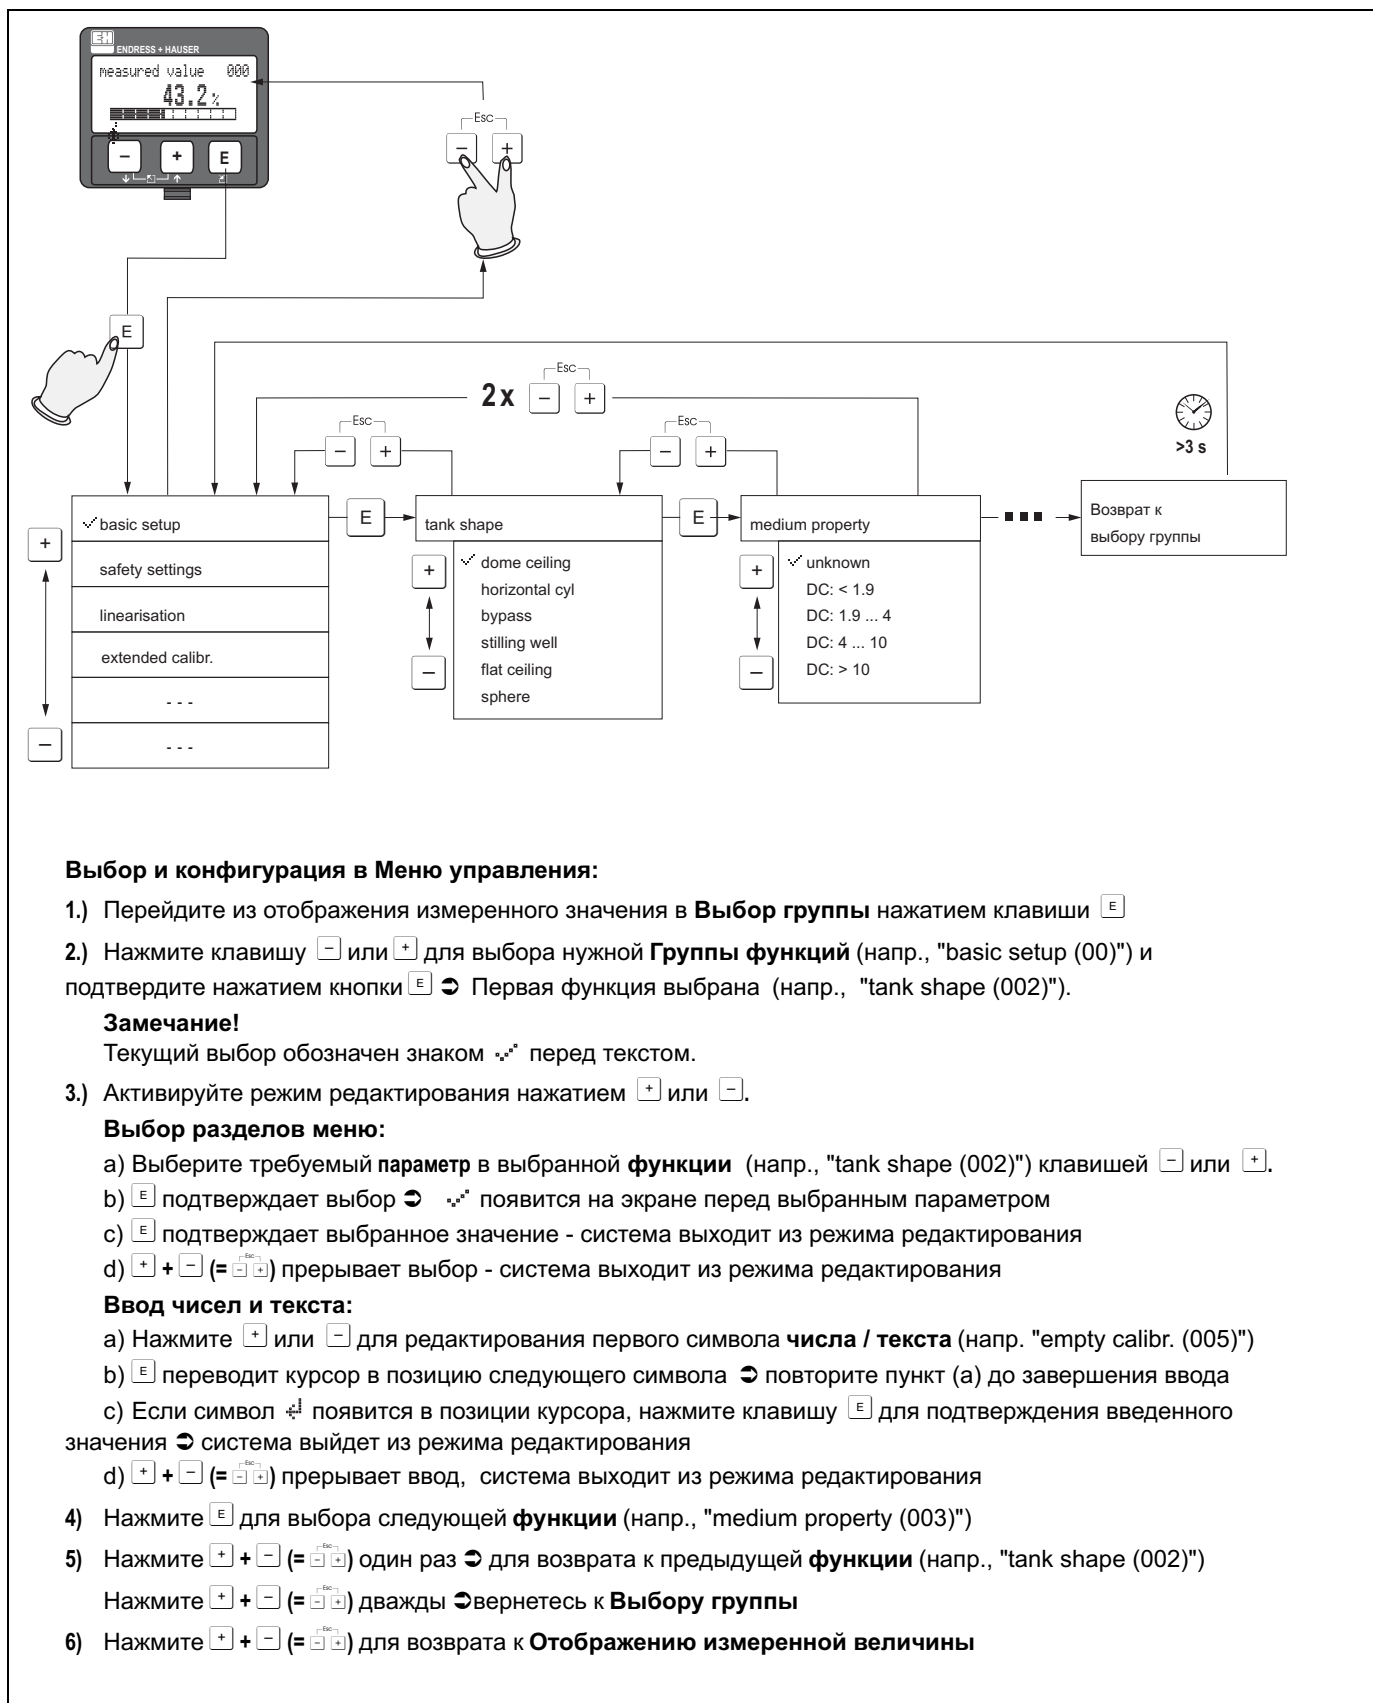 ENDRESS + HAUSER
measured value 000
43.2 %
Esc
- +
- + E
E
Esc
2x - +
>3 s
Esc
- +
Esc
- +
✓ basic setup
E
tank shape
E
medium property
Возврат к
выбору группы
+
safety settings
linearisation
extended calibr.
- - -
- - -
-
+
✓ dome ceiling
horizontal cyl
bypass
stilling well
flat ceiling
sphere
-
+
✓ unknown
DC: < 1.9
DC: 1.9 ... 4
DC: 4 ... 10
DC: > 10
-
Выбор и конфигурация в Меню управления:
1.) Перейдите из отображения измеренного значения в Выбор группы нажатием клавиши E
2.) Нажмите клавишу - или + для выбора нужной Группы функций (напр., "basic setup (00)") и
подтвердите нажатием кнопки E ➲ Первая функция выбрана (напр., "tank shape (002)").
Замечание!
Текущий выбор обозначен знаком ✓ перед текстом.
3.) Активируйте режим редактирования нажатием + или -.
Выбор разделов меню:
a) Выберите требуемый параметр в выбранной функции (напр., "tank shape (002)") клавишей - или +.
b) E подтверждает выбор ➲ ✓ появится на экране перед выбранным параметром
c) E подтверждает выбранное значение - система выходит из режима редактирования
d) + + - (= Esc - +) прерывает выбор - система выходит из режима редактирования
Ввод чисел и текста:
a) Нажмите + или - для редактирования первого символа числа / текста (напр. "empty calibr. (005)")
b) E переводит курсор в позицию следующего символа ➲ повторите пункт (a) до завершения ввода
c) Если символ ↵ появится в позиции курсора, нажмите клавишу E для подтверждения введенного
значения ➲ система выйдет из режима редактирования
d) + + - (= Esc - +) прерывает ввод, система выходит из режима редактирования
4) Нажмите E для выбора следующей функции (напр., "medium property (003)")
5) Нажмите + + - (= Esc - +) один раз ➲ для возврата к предыдущей функции (напр., "tank shape (002)")
Нажмите + + - (= Esc - +) дважды ➲вернетесь к Выбору группы
6) Нажмите + + - (= Esc - +) для возврата к Отображению измеренной величины